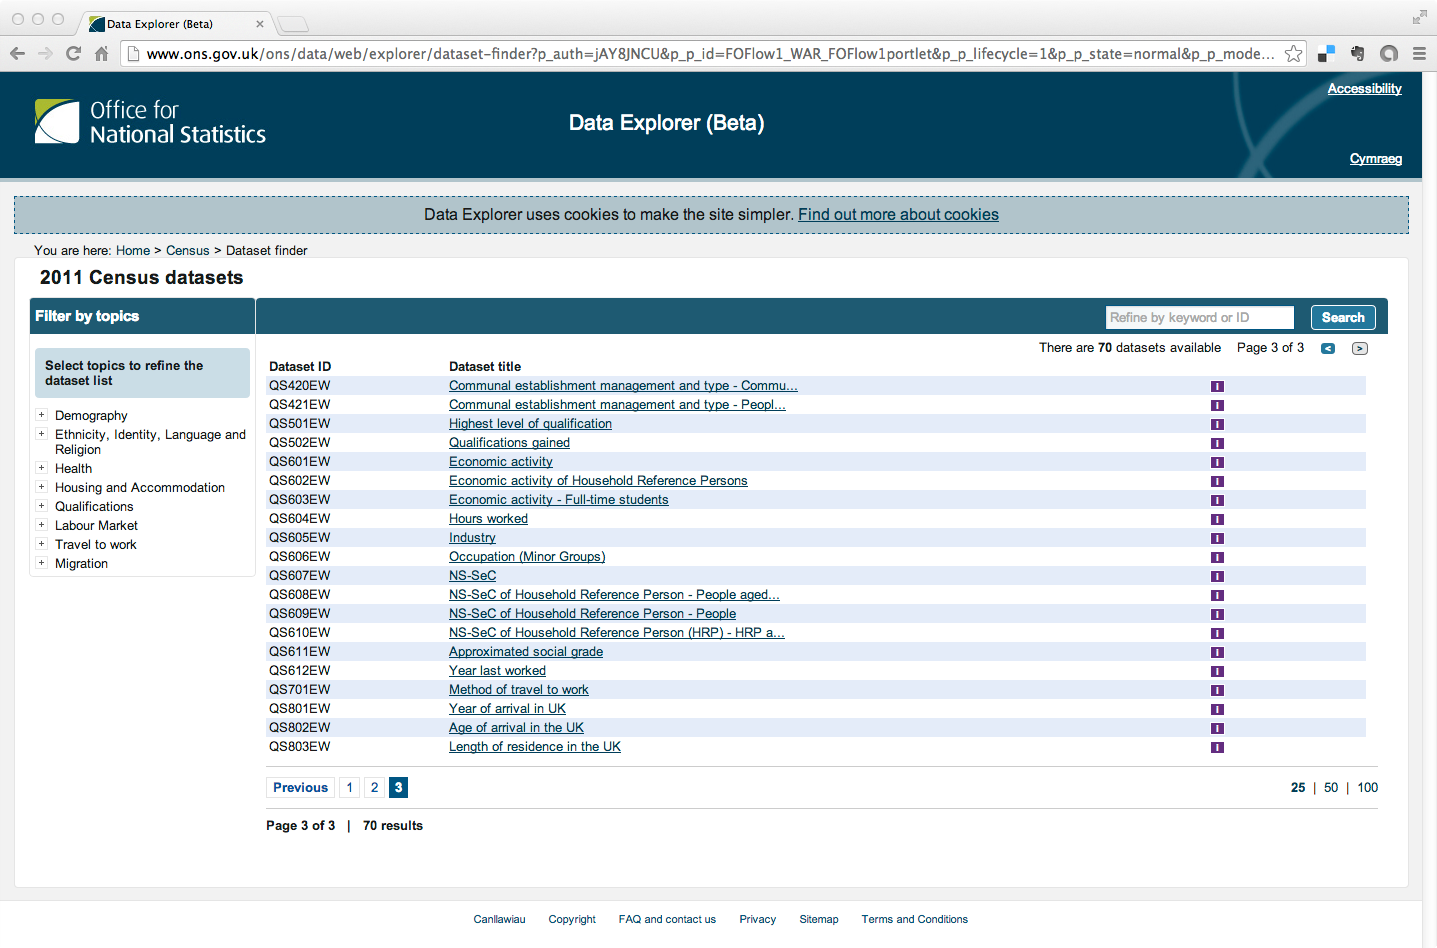 Data Explorer (Beta)
www.ons.gov.uk/ons/data/web/explorer/dataset-finder?p_auth=jAY8JNCU&p_p_id=FOFlow1_WAR_FOFlow1portlet&p_p_lifecycle=1&p_p_state=normal&p_p_mode...
Accessibility
Office for
National Statistics
Data Explorer (Beta)
Cymraeg
Data Explorer uses cookies to make the site simpler. Find out more about cookies
You are here: Home > Census > Dataset finder
2011 Census datasets
Filter by topics
Refine by keyword or ID Search
There are 70 datasets available Page 3 of 3 < >
Select topics to refine the
dataset list
+ Demography
+ Ethnicity, Identity, Language and
Religion
+ Health
+ Housing and Accommodation
+ Qualifications
+ Labour Market
+ Travel to work
+ Migration
Dataset ID Dataset title
QS420EW Communal establishment management and type - Commu... I
QS421EW Communal establishment management and type - Peopl... I
QS501EW Highest level of qualification I
QS502EW Qualifications gained I
QS601EW Economic activity I
QS602EW Economic activity of Household Reference Persons I
QS603EW Economic activity - Full-time students I
QS604EW Hours worked I
QS605EW Industry I
QS606EW Occupation (Minor Groups) I
QS607EW NS-SeC I
QS608EW NS-SeC of Household Reference Person - People aged... I
QS609EW NS-SeC of Household Reference Person - People I
QS610EW NS-SeC of Household Reference Person (HRP) - HRP a... I
QS611EW Approximated social grade I
QS612EW Year last worked I
QS701EW Method of travel to work I
QS801EW Year of arrival in UK I
QS802EW Age of arrival in the UK I
QS803EW Length of residence in the UK I
Previous 1 2 3 25 | 50 | 100
Page 3 of 3 | 70 results
Canllawiau Copyright FAQ and contact us Privacy Sitemap Terms and Conditions